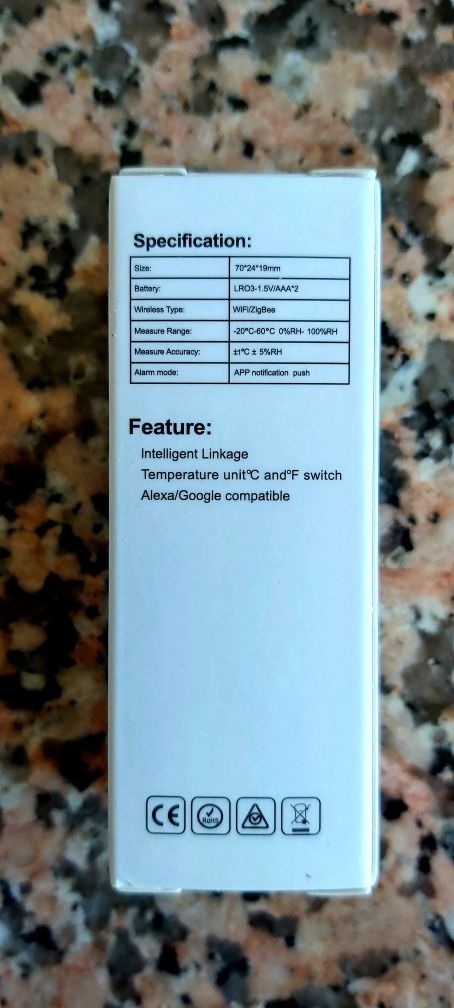 Specification:
Size: 70*24*19mm
Battery: LRO3-1.5V/AAA*2
Wireless Type: WiFi/ZigBee
Measure Range: -20℃-60℃ 0%RH- 100%RH
Measure Accuracy: ±1℃ ± 5%RH
Alarm mode: APP notification push
Feature:
Intelligent Linkage
Temperature unit℃ and℉ switch
Alexa/Google compatible
CE RoHS